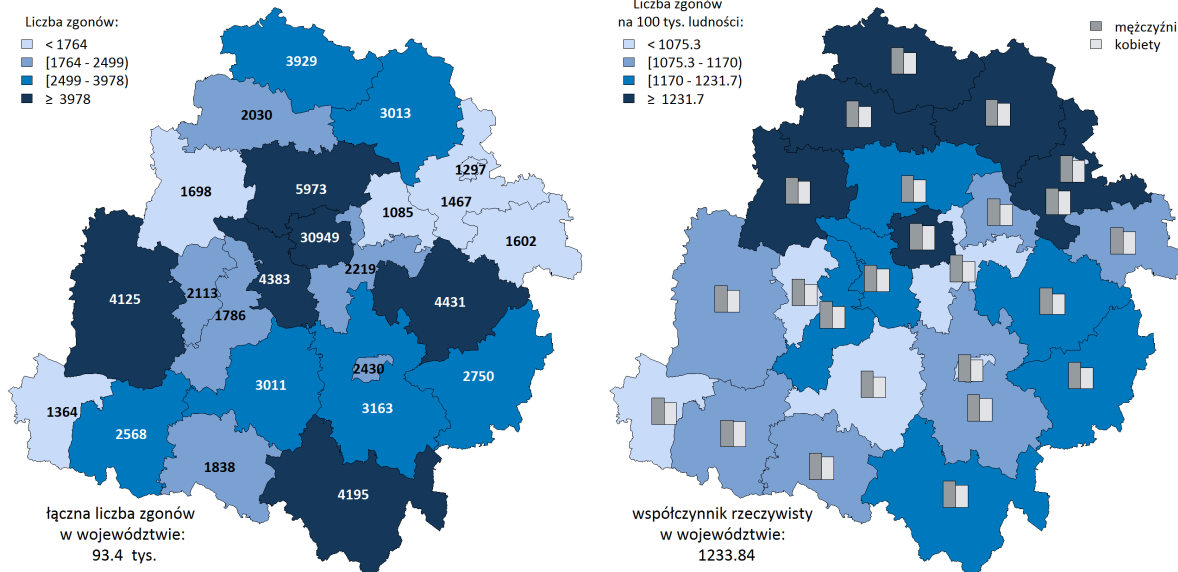 Liczba zgonów:
< 1764
[1764 - 2499)
[2499 - 3978)
≥ 3978
3929
2030
3013
1297
1698
5973
1085
1467
30949
1602
2219
4383
4125
2113
4431
1786
2430
2750
3011
1364
3163
2568
1838
4195
łączna liczba zgonów
w województwie:
93.4 tys.
Liczba zgonów
na 100 tys. ludności:
< 1075.3
[1075.3 - 1170)
[1170 - 1231.7)
≥ 1231.7
mężczyźni
kobiety
współczynnik rzeczywisty
w województwie:
1233.84